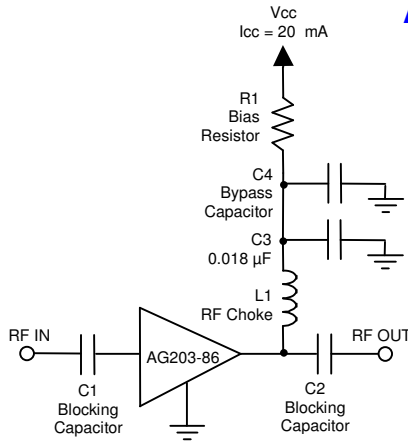 Vcc
Icc = 20 mA
R1
Bias
Resistor
C4
Bypass
Capacitor
C3
0.018 µF
L1
RF Choke
RF IN
AG203-86
RF OUT
C1
Blocking
Capacitor
C2
Blocking
Capacitor